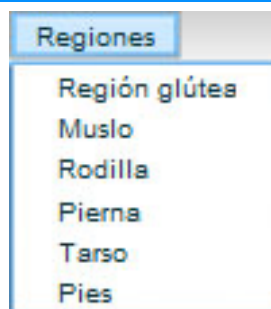 Regiones
Región glútea
Muslo
Rodilla
Pierna
Tarso
Pies